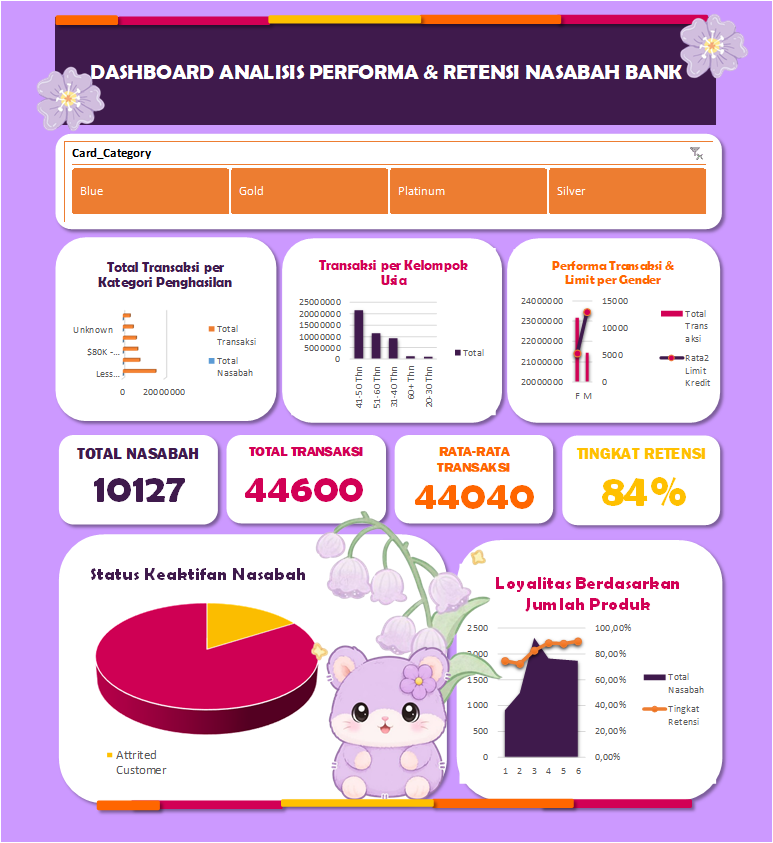 DASHBOARD ANALISIS PERFORMA & RETENSI NASABAH BANK
Card_Category
Blue
Gold
Platinum
Silver
Total Transaksi per
Kategori Penghasilan
Unknown
$80K -...
Less...
0
20000000
Total
Transaksi
Total
Nasabah
Transaksi per Kelompok
Usia
25000000
20000000
15000000
10000000
5000000
0
41-50 Thn
51-60 Thn
31-40 Thn
60+ Thn
20-30 Thn
Total
Performa Transaksi &
Limit per Gender
24000000
23000000
22000000
21000000
20000000
15000
10000
5000
0
F M
Total
Trans
aksi
Rata2
Limit
Kredit
TOTAL NASABAH
10127
TOTAL TRANSAKSI
44600
RATA-RATA
TRANSAKSI
44040
TINGKAT RETENSI
84%
Status Keaktifan Nasabah
Attrited
Customer
Loyalitas Berdasarkan
Jumlah Produk
2500
2000
1500
1000
500
0
100,00%
80,00%
60,00%
40,00%
20,00%
0,00%
1 2 3 4 5 6
Total
Nasabah
Tingkat
Retensi